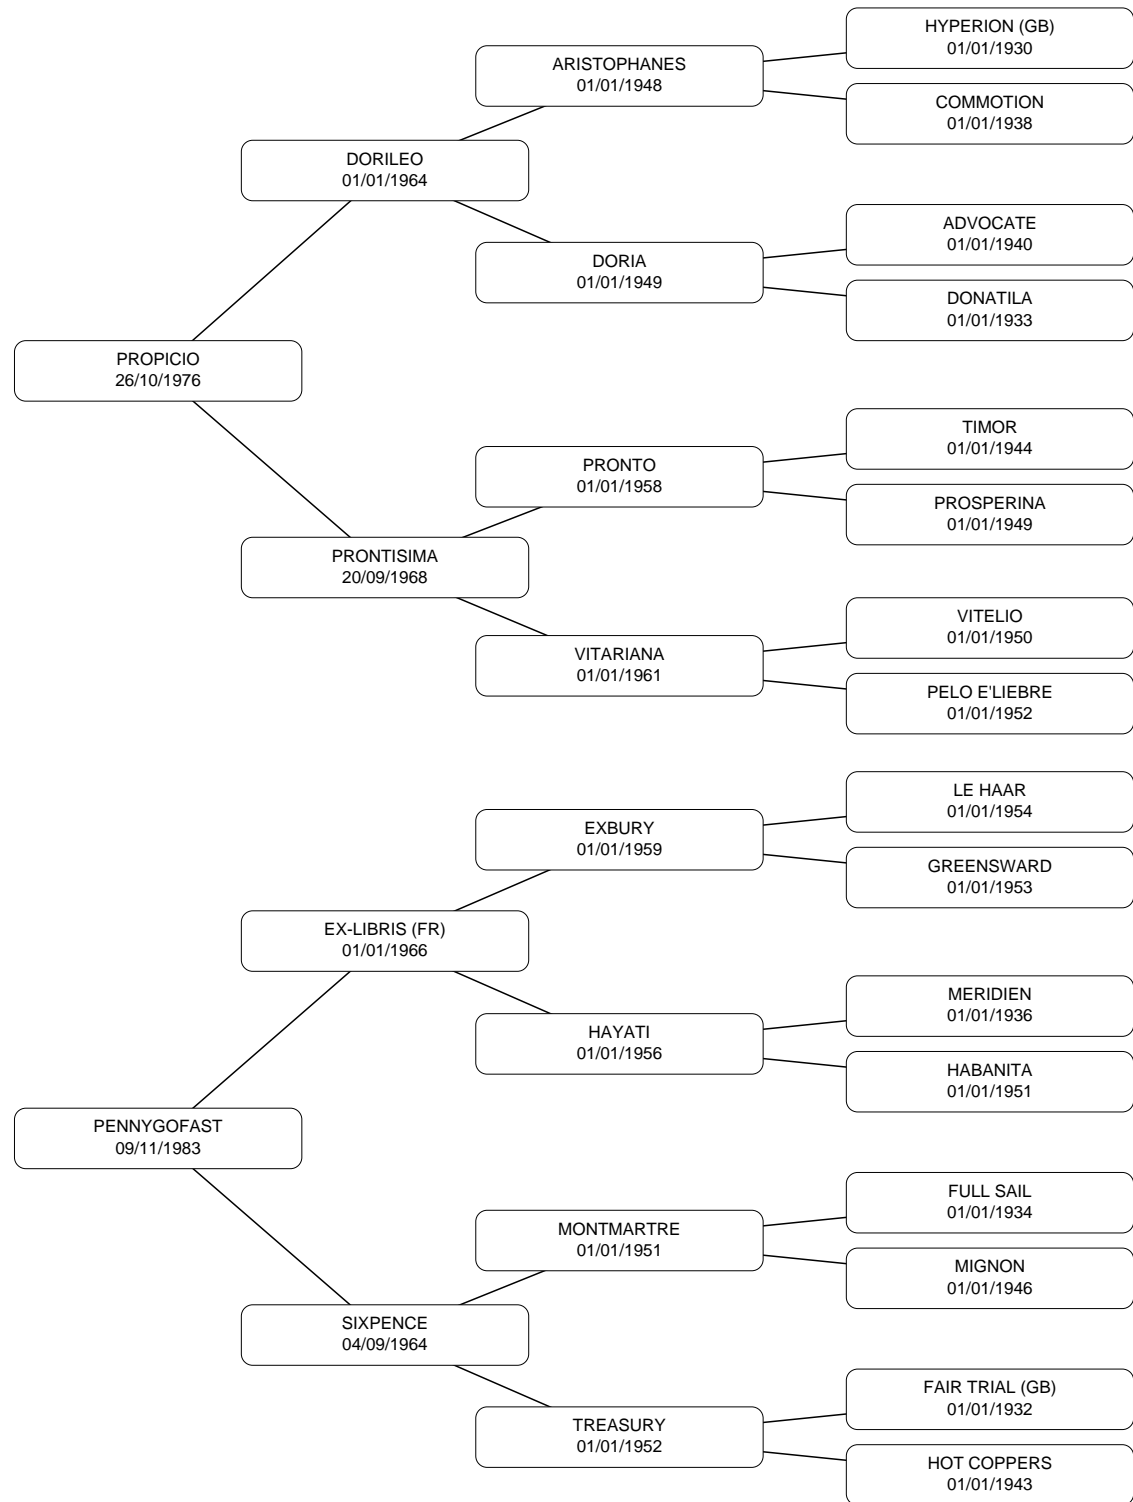 HYPERION (GB)
01/01/1930
ARISTOPHANES
01/01/1948
COMMOTION
01/01/1938
DORILEO
01/01/1964
ADVOCATE
01/01/1940
DORIA
01/01/1949
DONATILA
01/01/1933
PROPICIO
26/10/1976
TIMOR
01/01/1944
PRONTO
01/01/1958
PROSPERINA
01/01/1949
PRONTISIMA
20/09/1968
VITELIO
01/01/1950
VITARIANA
01/01/1961
PELO E'LIEBRE
01/01/1952
LE HAAR
01/01/1954
EXBURY
01/01/1959
GREENSWARD
01/01/1953
EX-LIBRIS (FR)
01/01/1966
MERIDIEN
01/01/1936
HAYATI
01/01/1956
HABANITA
01/01/1951
PENNYGOFAST
09/11/1983
FULL SAIL
01/01/1934
MONTMARTRE
01/01/1951
MIGNON
01/01/1946
SIXPENCE
04/09/1964
FAIR TRIAL (GB)
01/01/1932
TREASURY
01/01/1952
HOT COPPERS
01/01/1943